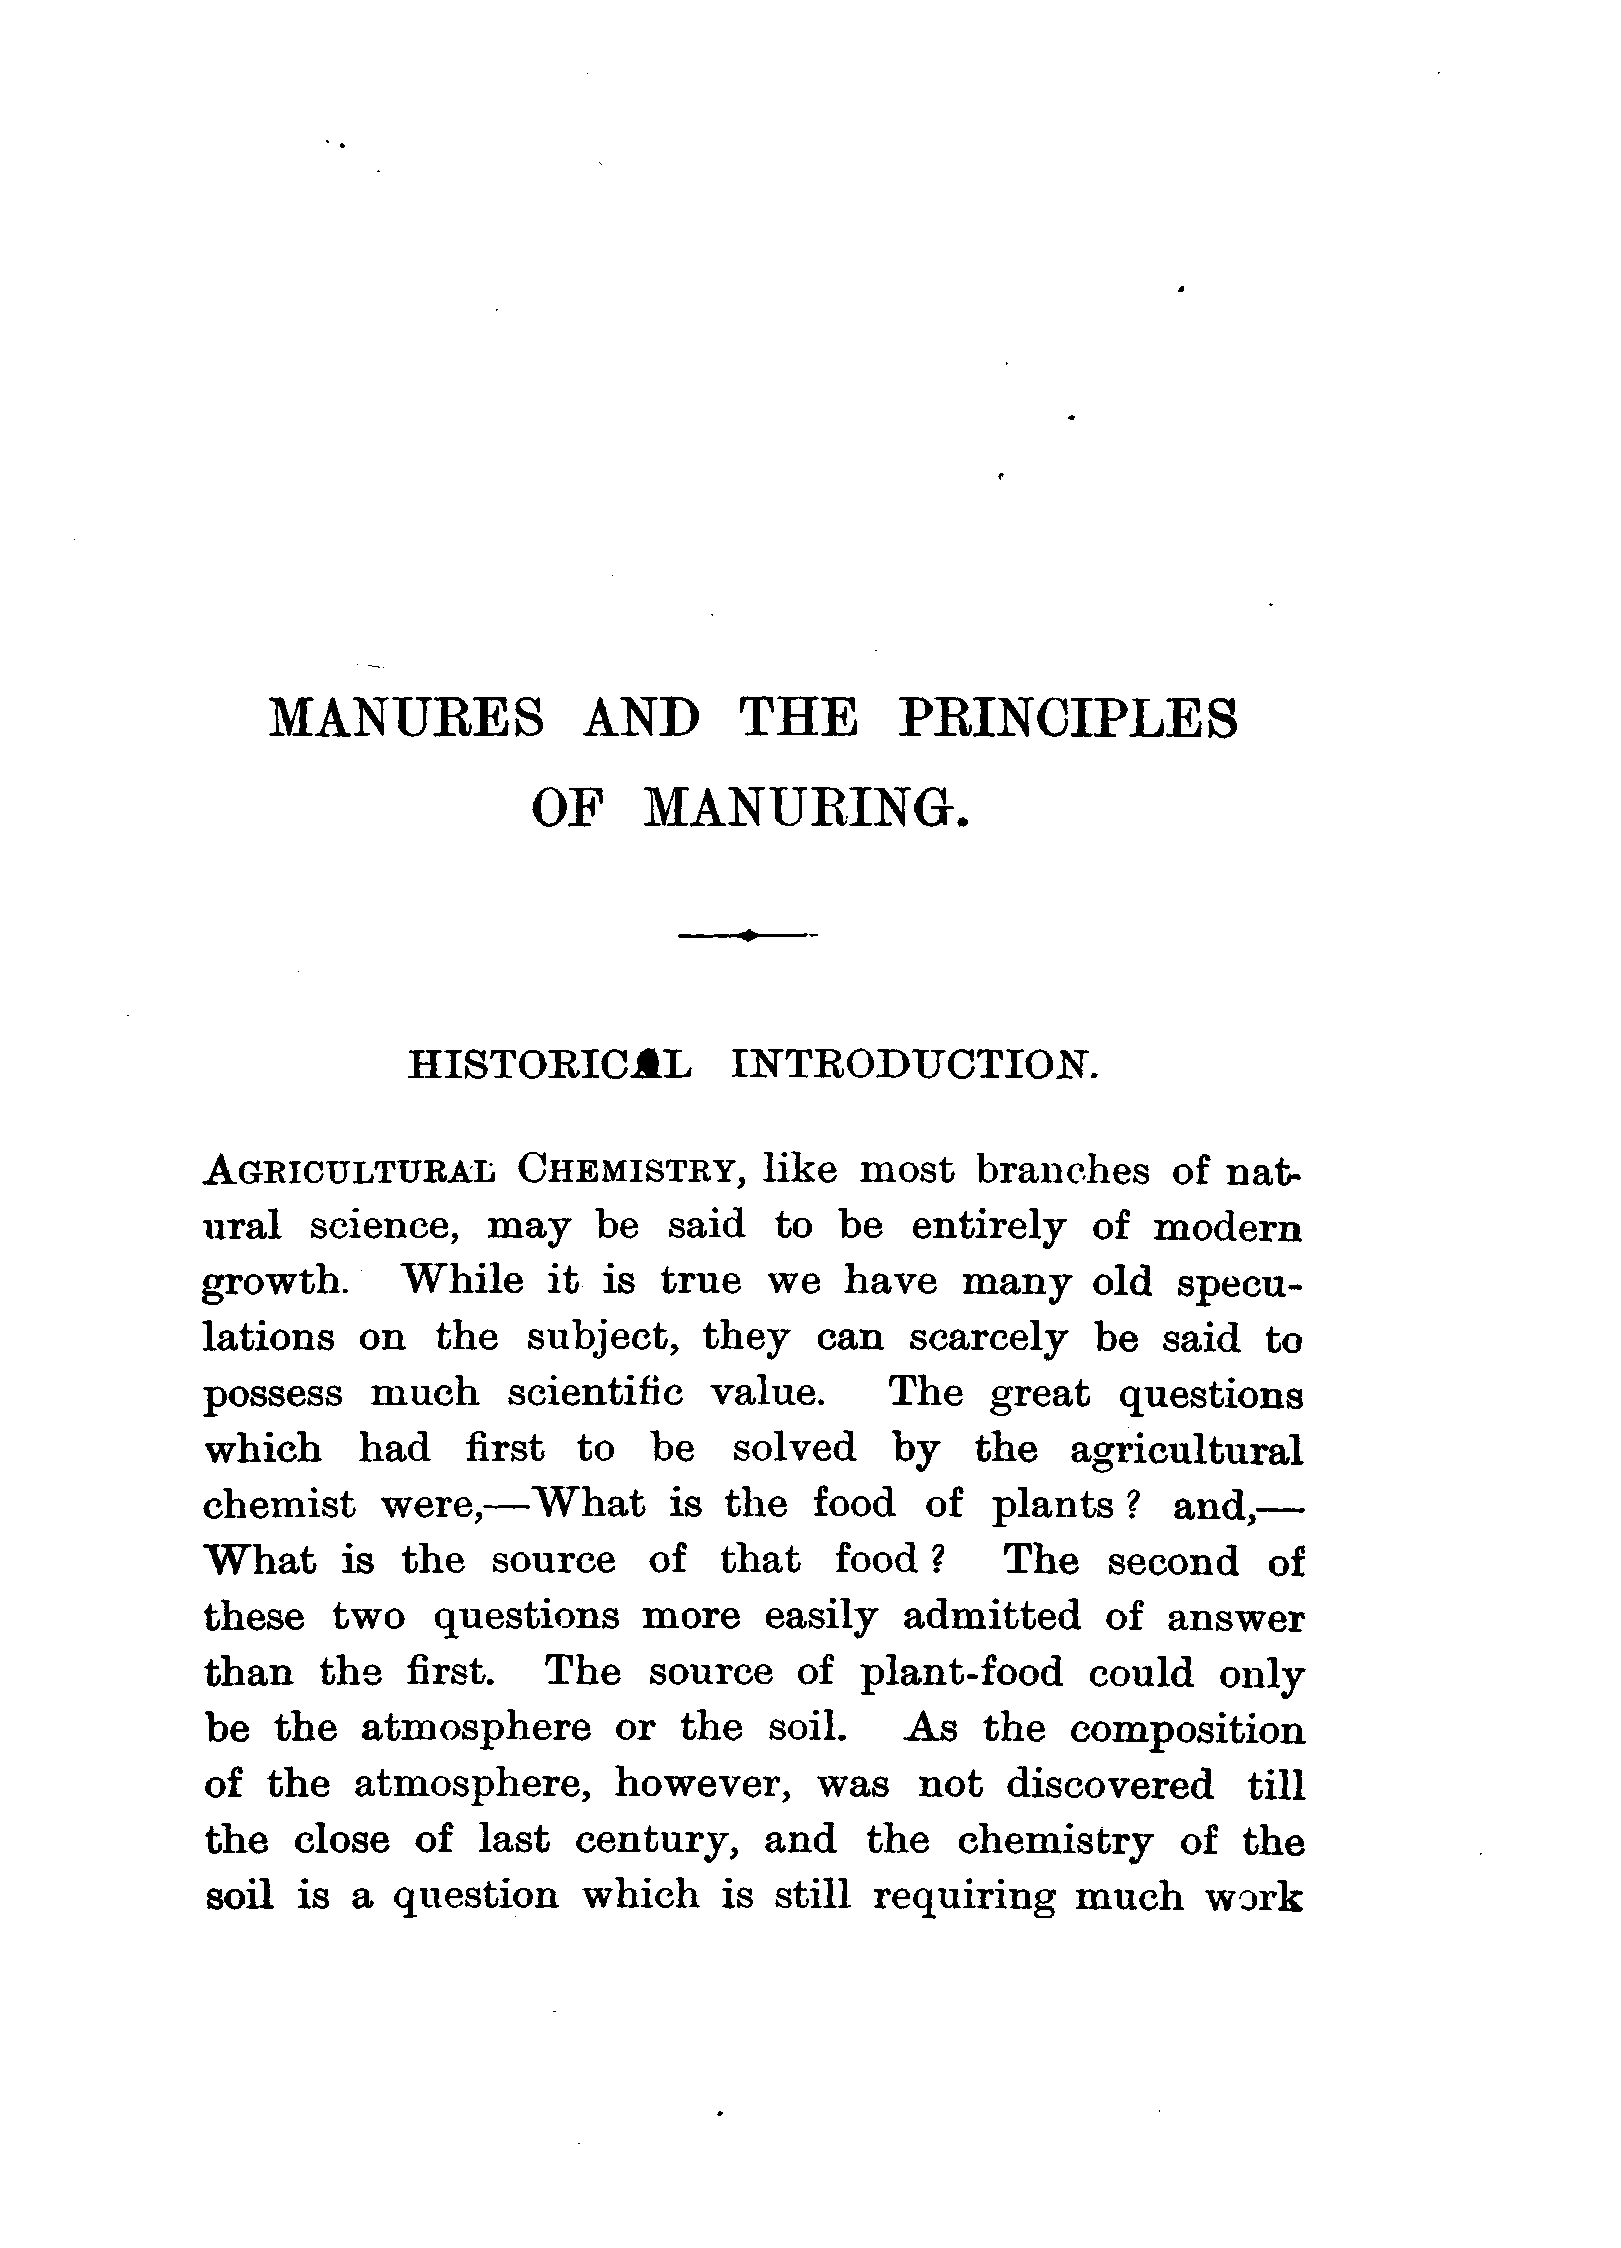 MANURES AND THE PRINCIPLES
OF MANURING.
HISTORICAL INTRODUCTION.
AGRICULTURAL CHEMISTRY, like most branches of nat-
ural science, may be said to be entirely of modern
growth. While it is true we have many old specu-
lations on the subject, they can scarcely be said to
possess much scientific value. The great questions
which had first to be solved by the agricultural
chemist were,—What is the food of plants? and,—
What is the source of that food? The second of
these two questions more easily admitted of answer
than the first. The source of plant-food could only
be the atmosphere or the soil. As the composition
of the atmosphere, however, was not discovered till
the close of last century, and the chemistry of the
soil is a question which is still requiring much work